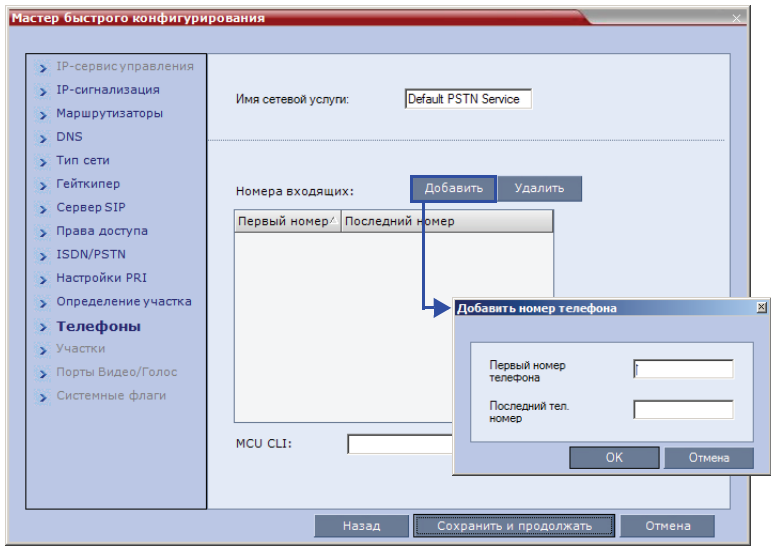 Мастер быстрого конфигурирования
IP-сервис управления
IP-сигнализация
Маршрутизаторы
DNS
Тип сети
Гейткипер
Сервер SIP
Права доступа
ISDN/PSTN
Настройки PRI
Определение участка
Телефоны
Участки
Порты Видео/Голос
Системные флаги
Имя сетевой услуги: Default PSTN Service
Номера входящих: Добавить Удалить
Первый номер Последний номер
MCU CLI:
Добавить номер телефона
Первый номер
телефона
Последний тел.
номер
OK Отмена
Назад Сохранить и продолжать Отмена